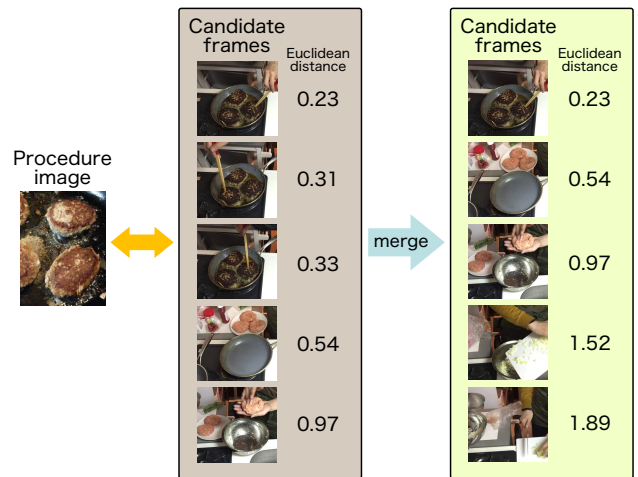 Procedure
image
Candidate
frames
Euclidean
distance
0.23
0.31
0.33
0.54
0.97
merge
Candidate
frames
Euclidean
distance
0.23
0.54
0.97
1.52
1.89